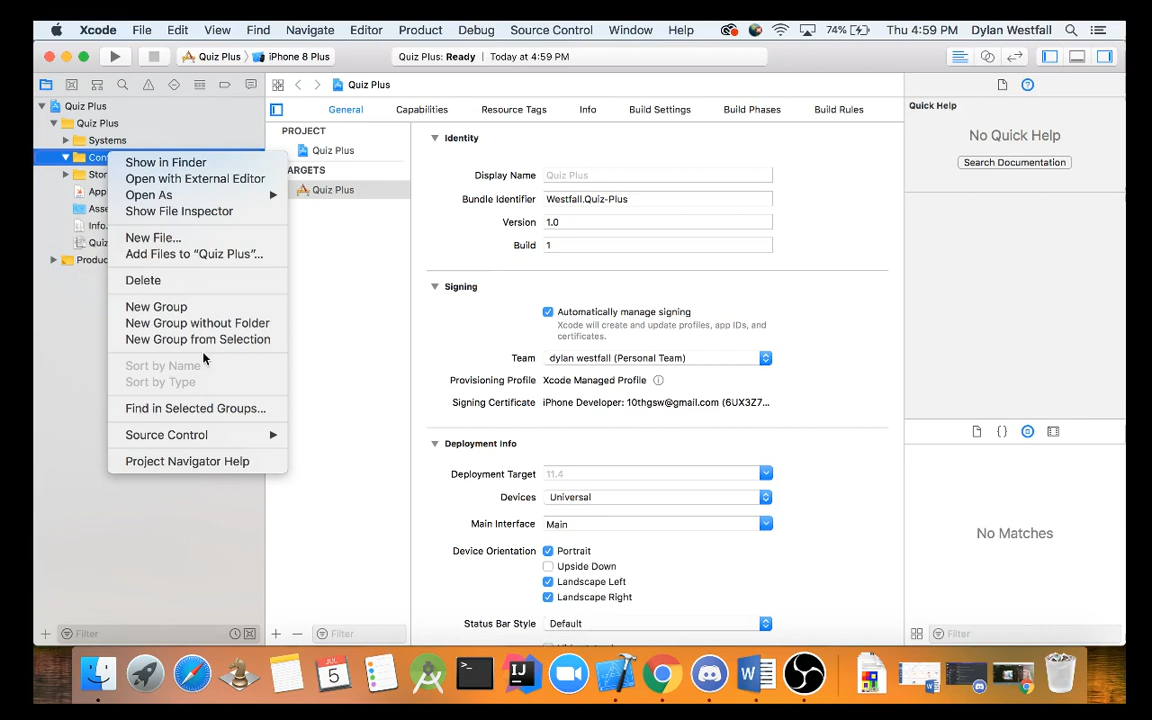 Xcode File Edit View Find Navigate Editor Product Debug Source Control Window Help 74% Thu 4:59 PM Dylan Westfall
Quiz Plus iPhone 8 Plus Quiz Plus: Ready Today at 4:59 PM
Quiz Plus
Quiz Plus
Systems
Con
Stor
App
Asse
Info.
Quiz
Produ
Show in Finder
Open with External Editor
Open As
Show File Inspector
New File...
Add Files to “Quiz Plus”...
Delete
New Group
New Group without Folder
New Group from Selection
Sort by Name
Sort by Type
Find in Selected Groups...
Source Control
Project Navigator Help
Filter
Quiz Plus
General Capabilities Resource Tags Info Build Settings Build Phases Build Rules
PROJECT
Quiz Plus
ARGETS
Quiz Plus
Filter
Identity
Display Name Quiz Plus
Bundle Identifier Westfall.Quiz-Plus
Version 1.0
Build 1
Signing
Automatically manage signing
Xcode will create and update profiles, app IDs, and
certificates.
Team dylan westfall (Personal Team)
Provisioning Profile Xcode Managed Profile
Signing Certificate iPhone Developer: 10thgsw@gmail.com (6UX3Z7...
Deployment Info
Deployment Target 11.4
Devices Universal
Main Interface Main
Device Orientation Portrait
Upside Down
Landscape Left
Landscape Right
Status Bar Style Default
Quick Help
No Quick Help
Search Documentation
No Matches
Filter
JUL
5